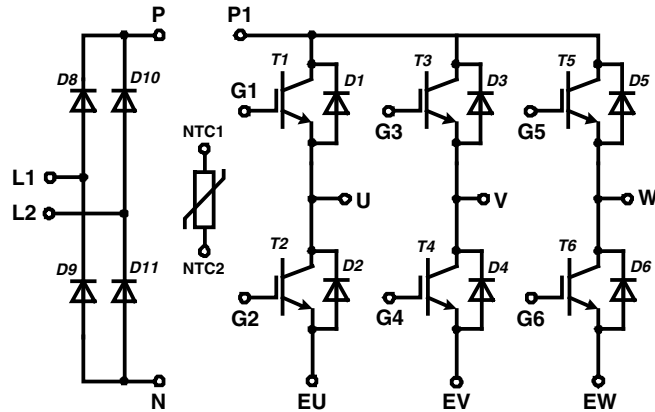 P P1
D8 D10 T1 D1 T3 D3 T5 D5
G1 G3 G5
NTC1
L1
L2
U V W
D9 D11 NTC2 T2 D2 T4 D4 T6 D6
G2 G4 G6
N EU EV EW